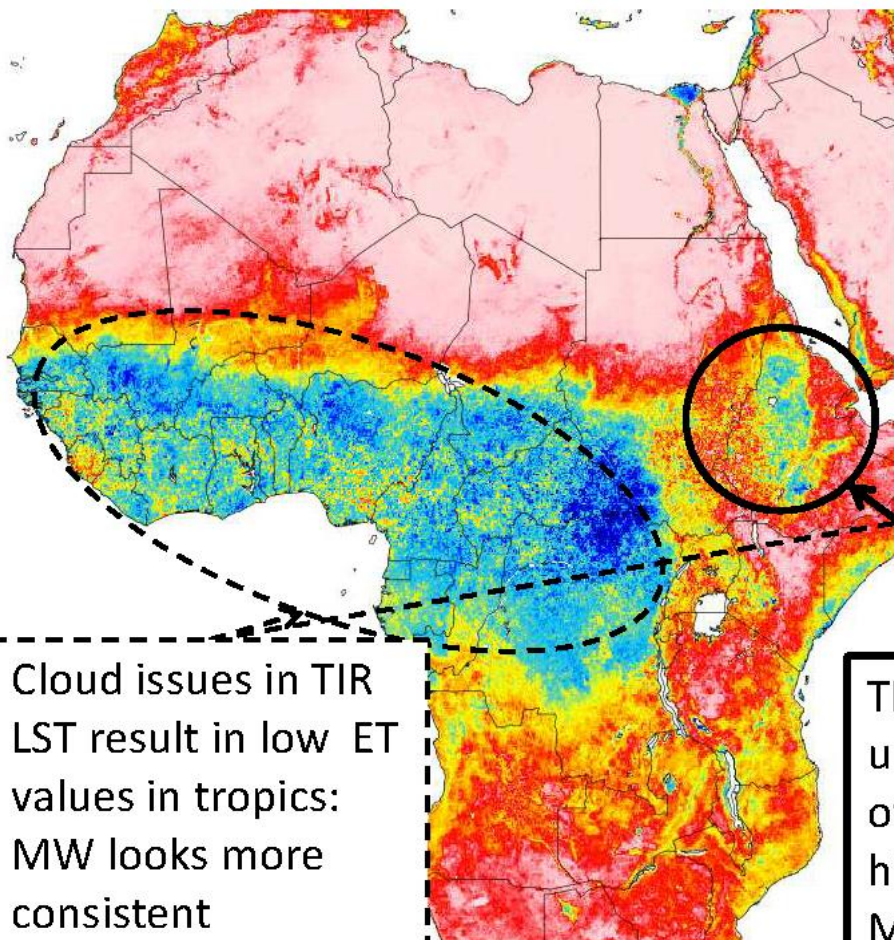 Cloud issues in TIR
LST result in low ET
values in tropics:
MW looks more
consistent